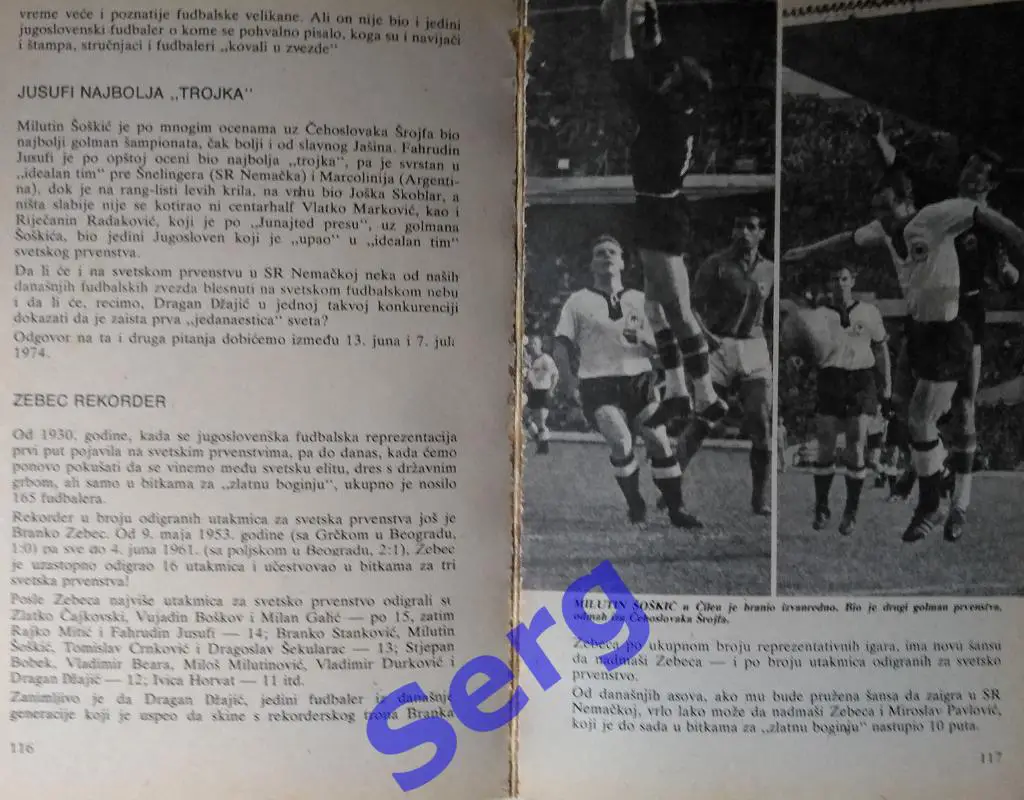 vreme veće i poznatije fudbalske velikane. Ali on nije bio i jedini
jugoslovenski fudbaler o kome se pohvalno pisalo, koga su i navijači
i štampa, stručnjaci i fudbaleri „kovali u zvezde“
JUSUFI NAJBOLJA „TROJKA“
Milutin Šoškić je po mnogim ocenama uz Čehoslovaka Šrojfa bio
najbolji golman šampionata, čak bolji i od slavnog Jašina. Fahrudin
Jusufi je po opštoj oceni bio najbolja „trojka“, pa je svrstan u
„idealan tim“ pre Šnelingera (SR Nemačka) i Marcolinija (Argenti-
na), dok je na rang-listi levih krila, na vrhu bio Joška Skoblar, a
ništa slabije nije se kotirao ni centarhalf Vlatko Marković, kao i
Riječanin Radaković, koji je po „Junajted presu“, uz golmana
Šoškića, bio jedini Jugosloven koji je „upao“ u „idealan tim“
svetskog prvenstva.
Da li će i na svetskom prvenstvu u SR Nemačkoj neka od naših
današnjih fudbalskih zvezda blesnuti na svetskom fudbalskom nebu
i da li će, recimo, Dragan Džajić u jednoj takvoj konkurenciji
dokazati da je zaista prva „jedanaestica“ sveta?
Odgovor na ta i druga pitanja dobićemo između 13. juna i 7. jula
1974.
ZEBEC REKORDER
Od 1930. godine, kada se jugoslovenška fudbalska reprezentacija
prvi put pojavila na svetskim prvenstvima, pa do danas, kada ćemo
ponovo pokušati da se vinemo među svetsku elitu, dres s državnim
grbom, ali samo u bitkama za „zlatnu boginju“, ukupno je nosilo
165 fudbalera.
Rekorder u broju odigranih utakmica za svetska prvenstva još je
Branko Zebec. Od 9. maja 1953. godine (sa Grčkom u Beogradu,
1:0) pa sve do 4. juna 1961. (sa poljskom u Beogradu, 2:1), Zebec
je uzastopno odigrao 16 utakmica i učestvovao u bitkama za tri
svetska prvenstva!
Posle Zebeca najviše utakmica za svetsko prvenstvo odigrali su
Zlatko Čajkovski, Vujadin Boškov i Milan Galić — po 15, zatim
Rajko Mitić i Fahrudin Jusufi — 14; Branko Stanković, Milutin
Šoškić, Tomislav Crnković i Dragoslav Šekularac — 13; Stjepan
Bobek, Vladimir Beara, Miloš Milutinović, Vladimir Durković i
Dragan Džajić — 12; Ivica Horvat — 11 itd.
Zanimljivo je da Dragan Džajić, jedini fudbaler iz današnje
generacije koji je uspeo da skine s rekorderskog trona Branka
116
MILUTIN ŠOŠKIĆ u Čileu je branio izvanredno. Bio je drugi golman prvenstva,
odmah iza Čehoslovaka Šrojfa.
Zebeca po ukupnom broju reprezentativnih igara, ima novu šansu
da nadmaši Zebeca — i po broju utakmica odigranih za svetsko
prvenstvo.
Od današnjih asova, ako mu bude pružena šansa da zaigra u SR
Nemačkoj, vrlo lako može da nadmaši Zebeca i Miroslav Pavlović,
koji je do sada u bitkama za „zlatnu boginju“ nastupio 10 puta.
117
Serg